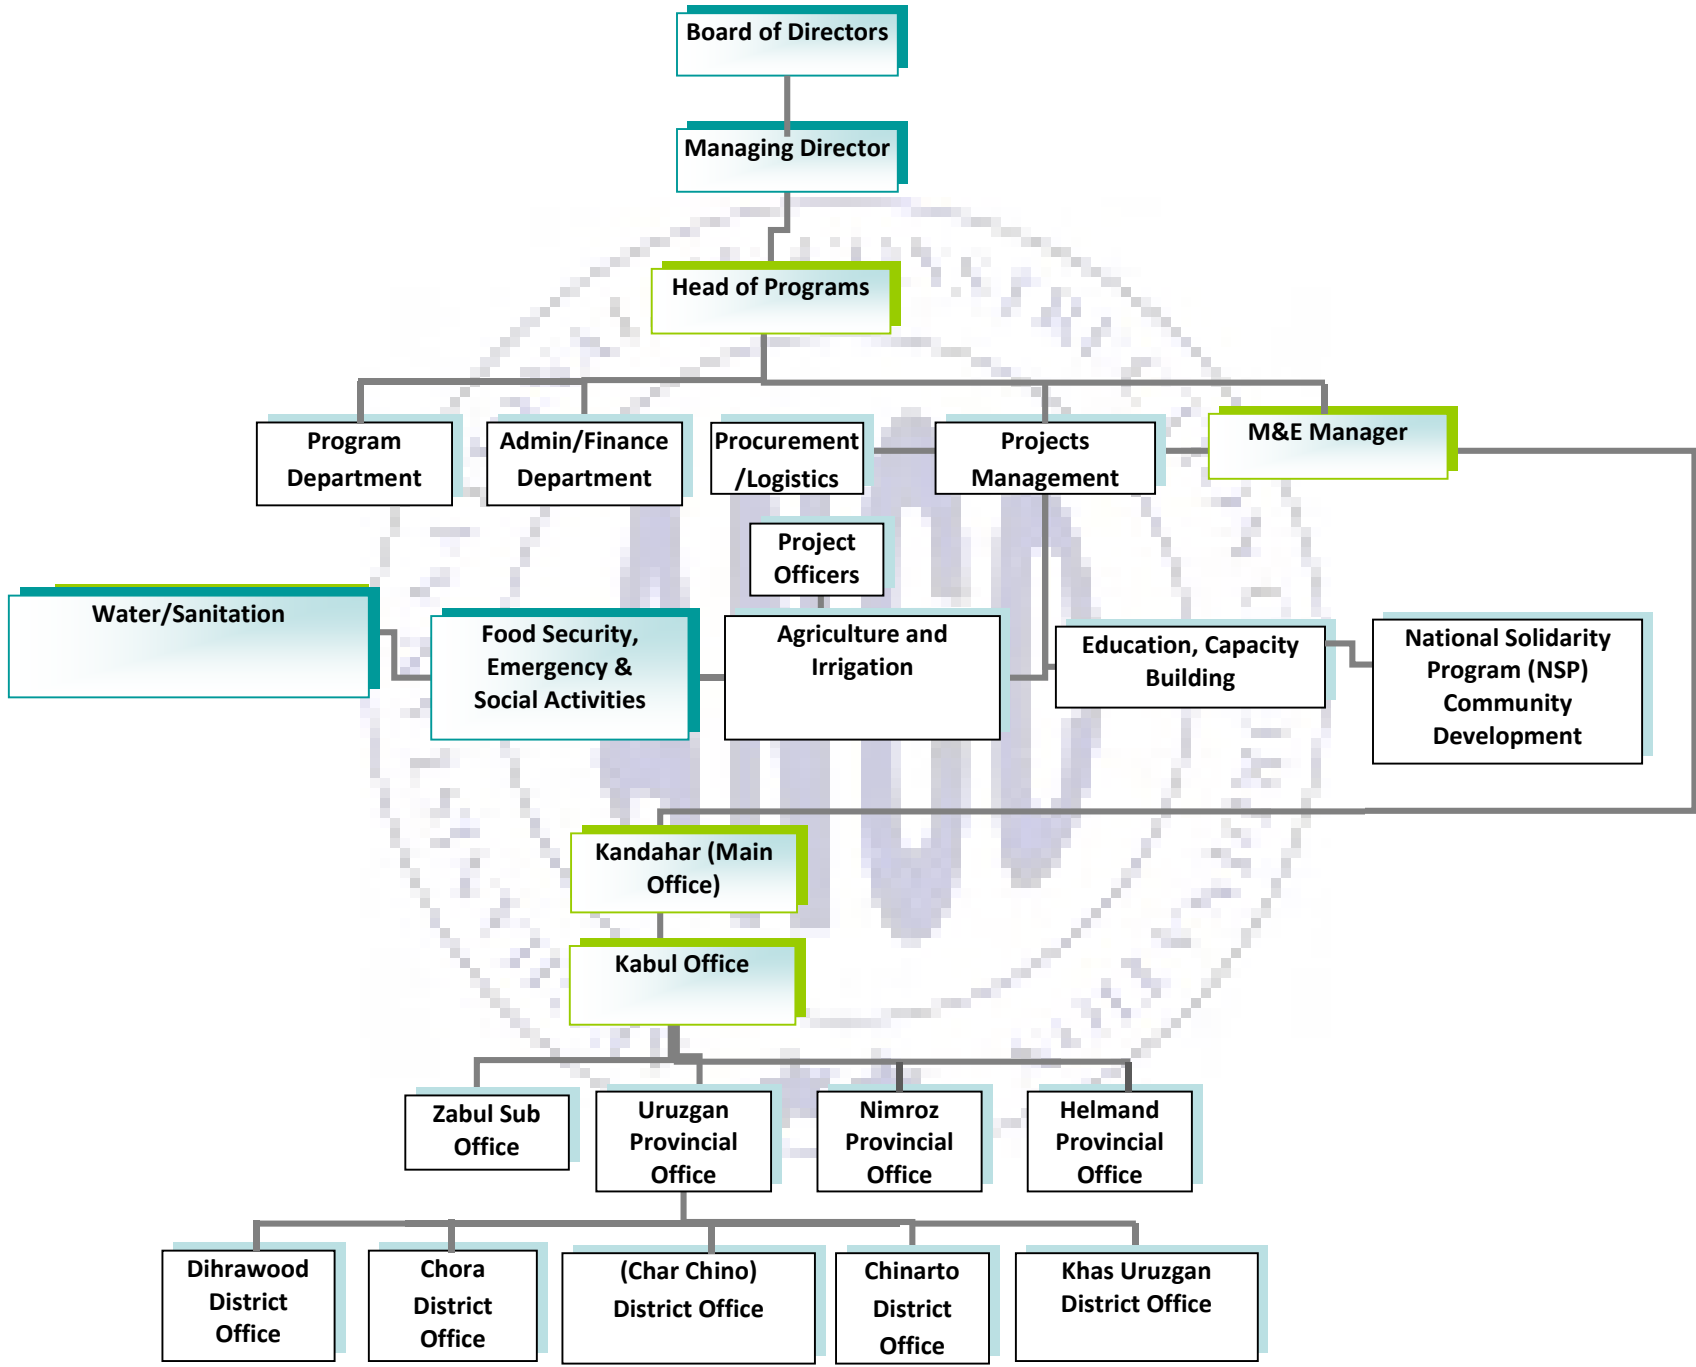 Board of Directors
Managing Director
Head of Programs
Program
Department
Admin/Finance
Department
Procurement
/Logistics
Projects
Management
M&E Manager
Project
Officers
Water/Sanitation
Food Security,
Emergency &
Social Activities
Agriculture and
Irrigation
Education, Capacity
Building
National Solidarity
Program (NSP)
Community
Development
Kandahar (Main
Office)
Kabul Office
Zabul Sub
Office
Uruzgan
Provincial
Office
Nimroz
Provincial
Office
Helmand
Provincial
Office
Dihrawood
District
Office
Chora
District
Office
(Char Chino)
District Office
Chinarto
District
Office
Khas Uruzgan
District Office